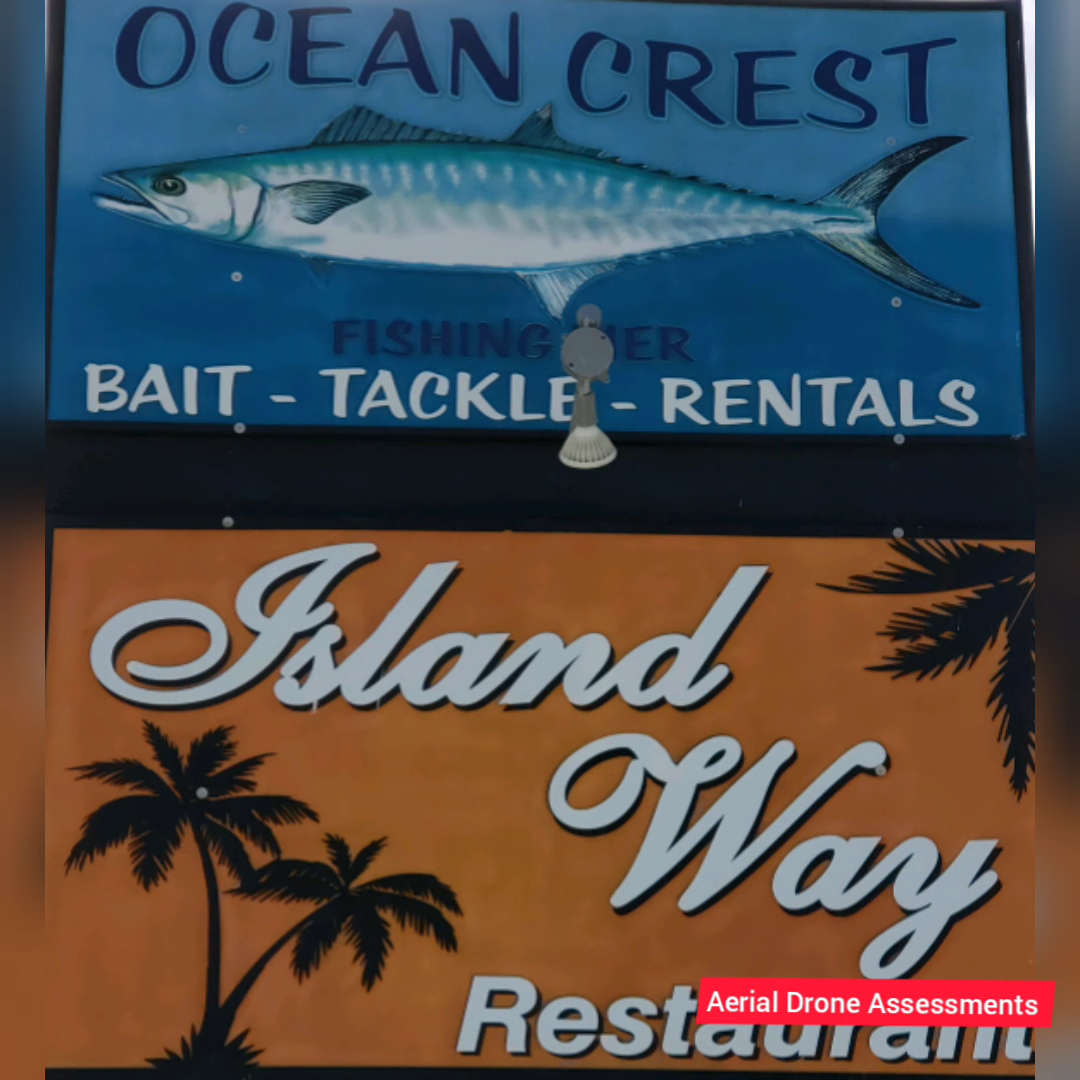 OCEAN CREST
FISHING
BAIT - TACKLE - RENTALS
Island
Way
Restaurant
Aerial Drone Assessments